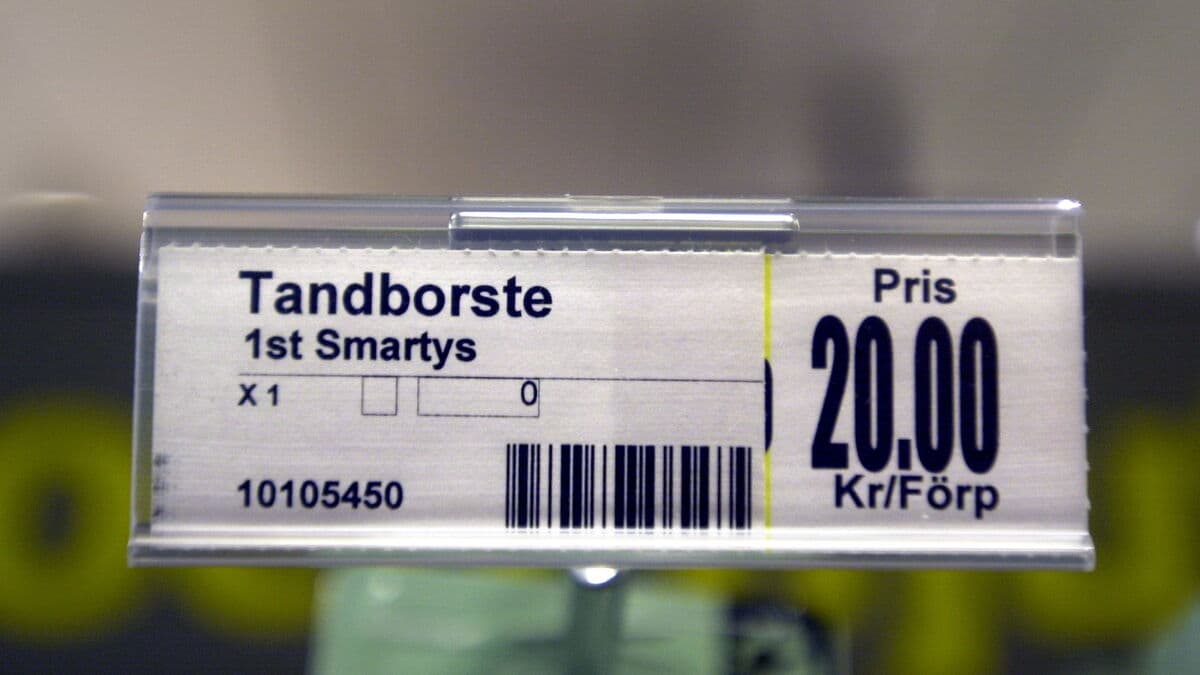 Tandborste
1st Smartys
X 1
0
10105450
Pris
20.00
Kr/Förp